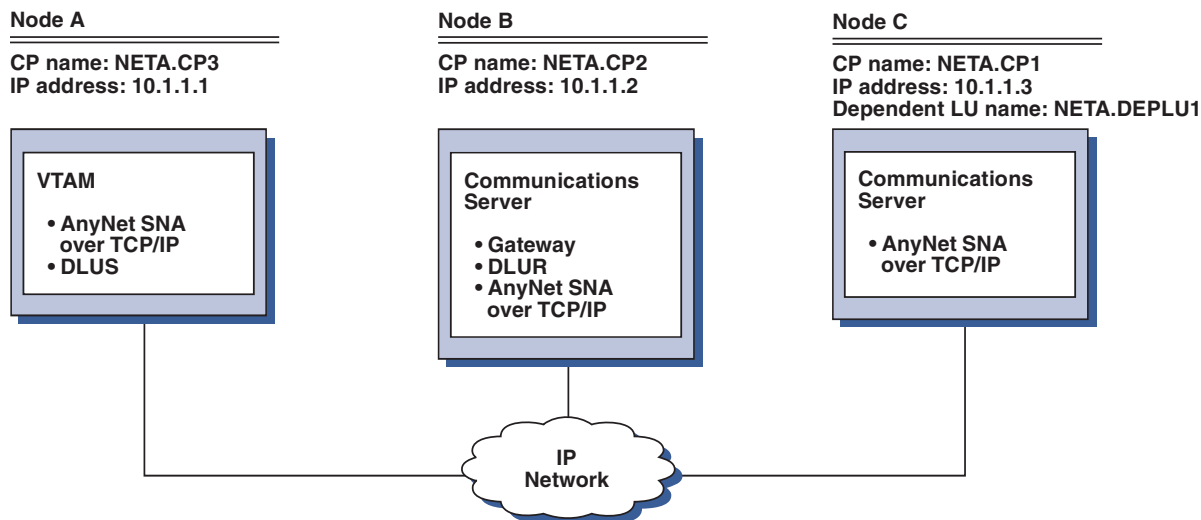 Node A
CP name: NETA.CP3
IP address: 10.1.1.1
VTAM
• AnyNet SNA
over TCP/IP
• DLUS
Node B
CP name: NETA.CP2
IP address: 10.1.1.2
Communications
Server
• Gateway
• DLUR
• AnyNet SNA
over TCP/IP
Node C
CP name: NETA.CP1
IP address: 10.1.1.3
Dependent LU name: NETA.DEPLU1
Communications
Server
• AnyNet SNA
over TCP/IP
IP
Network